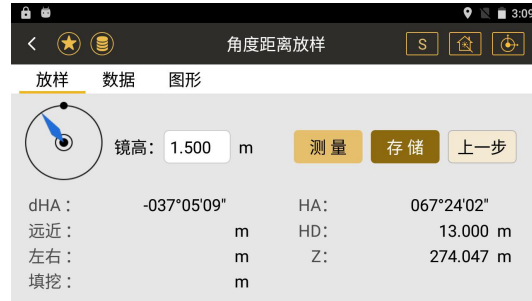 3:09
角度距离放样
S
放样 数据 图形
镜高： 1.500 m 测量 存储 上一步
dHA： -037°05'09" HA： 067°24'02"
远近： m HD： 13.000 m
左右： m Z： 274.047 m
填挖： m